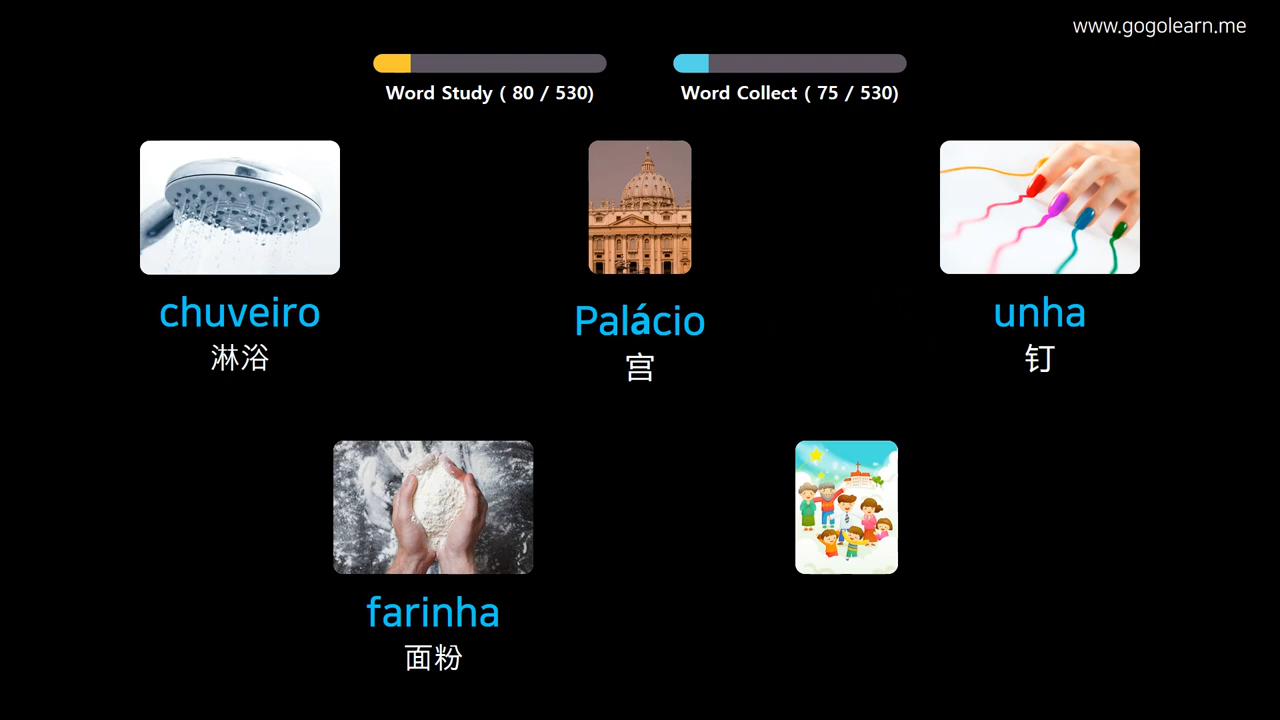 www.gogolearn.me
Word Study ( 80 / 530)
Word Collect ( 75 / 530)
chuveiro
淋浴
Palácio
宫
unha
钉
farinha
面粉